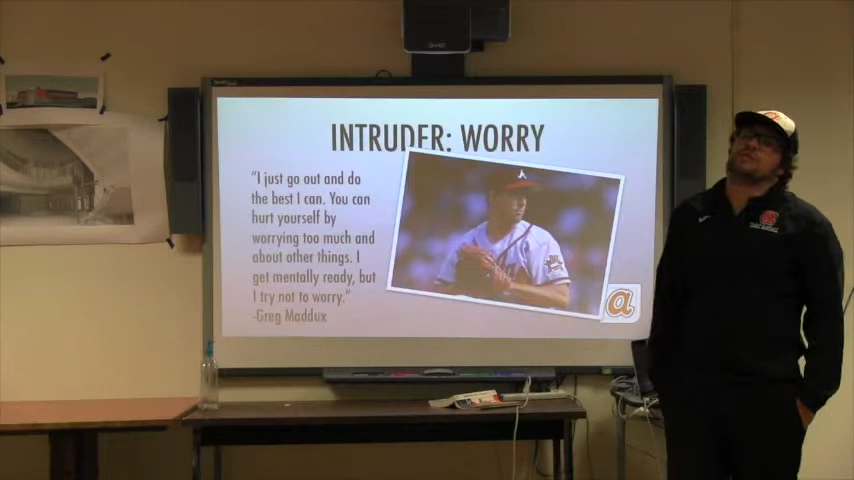 INTRUDER: WORRY
"I just go out and do
the best I can. You can
hurt yourself by
worrying too much and
about other things. I
get mentally ready, but
I try not to worry."
-Greg Maddux
a